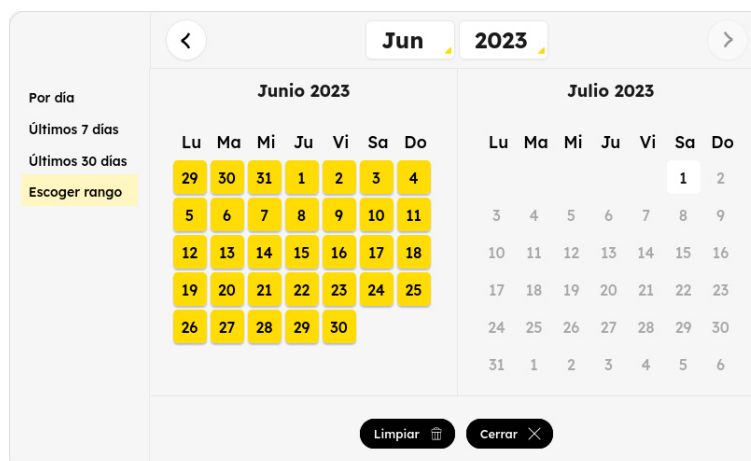 Jun 2023
Por día
Últimos 7 días
Últimos 30 días
Escoger rango
Junio 2023
Lu Ma Mi Ju Vi Sa Do
29 30 31 1 2 3 4
5 6 7 8 9 10 11
12 13 14 15 16 17 18
19 20 21 22 23 24 25
26 27 28 29 30
Julio 2023
Lu Ma Mi Ju Vi Sa Do
1 2
3 4 5 6 7 8 9
10 11 12 13 14 15 16
17 18 19 20 21 22 23
24 25 26 27 28 29 30
31 1 2 3 4 5 6
Limpiar
Cerrar